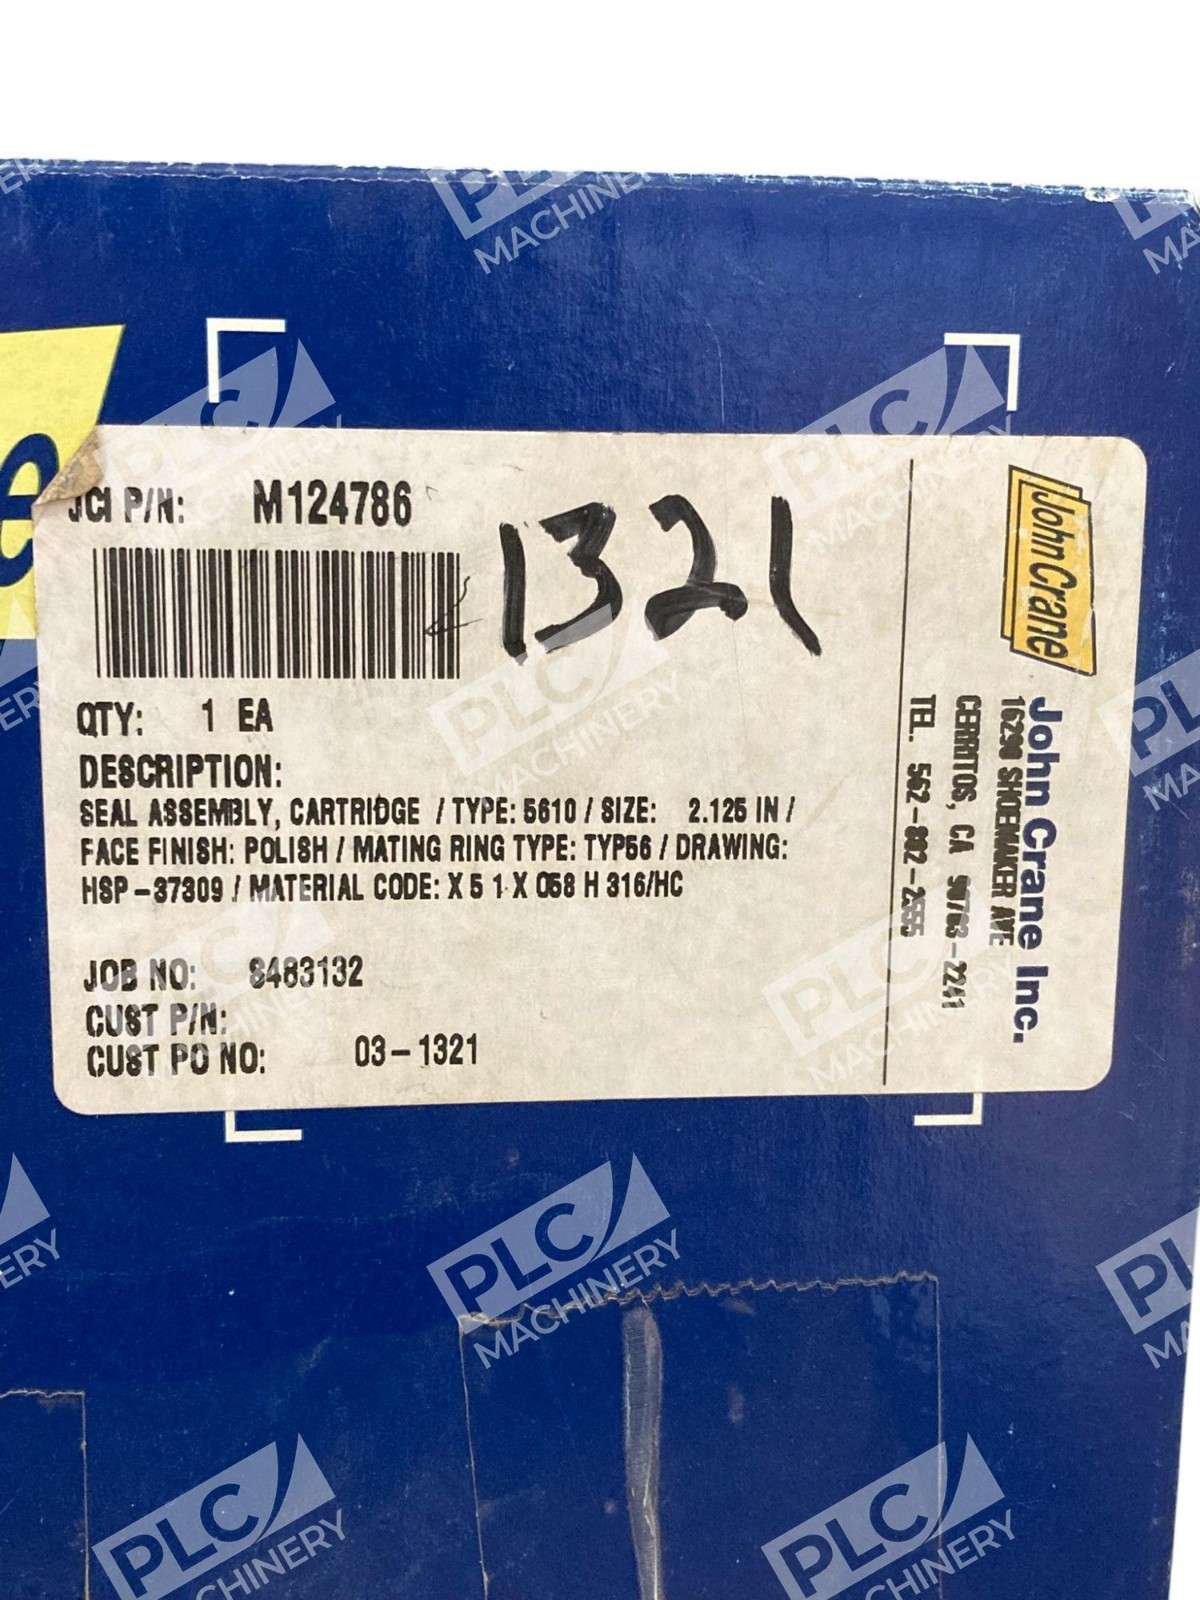 e
JCI P/N: M124786
1321
QTY: 1 EA
DESCRIPTION:
SEAL ASSEMBLY, CARTRIDGE / TYPE: 5610 / SIZE: 2.125 IN /
FACE FINISH: POLISH / MATING RING TYPE: TYP56 / DRAWING:
HSP-37309 / MATERIAL CODE: X 5 1 X 058 H 316/HC
JOB NO: 8483132
CUST P/N:
CUST PO NO: 03-1321
John Crane
John Crane Inc.
16290 SHOEMAKER AVE
CERRITOS, CA 90703-2241
TEL. 562-802-2555
PLC MACHINERY